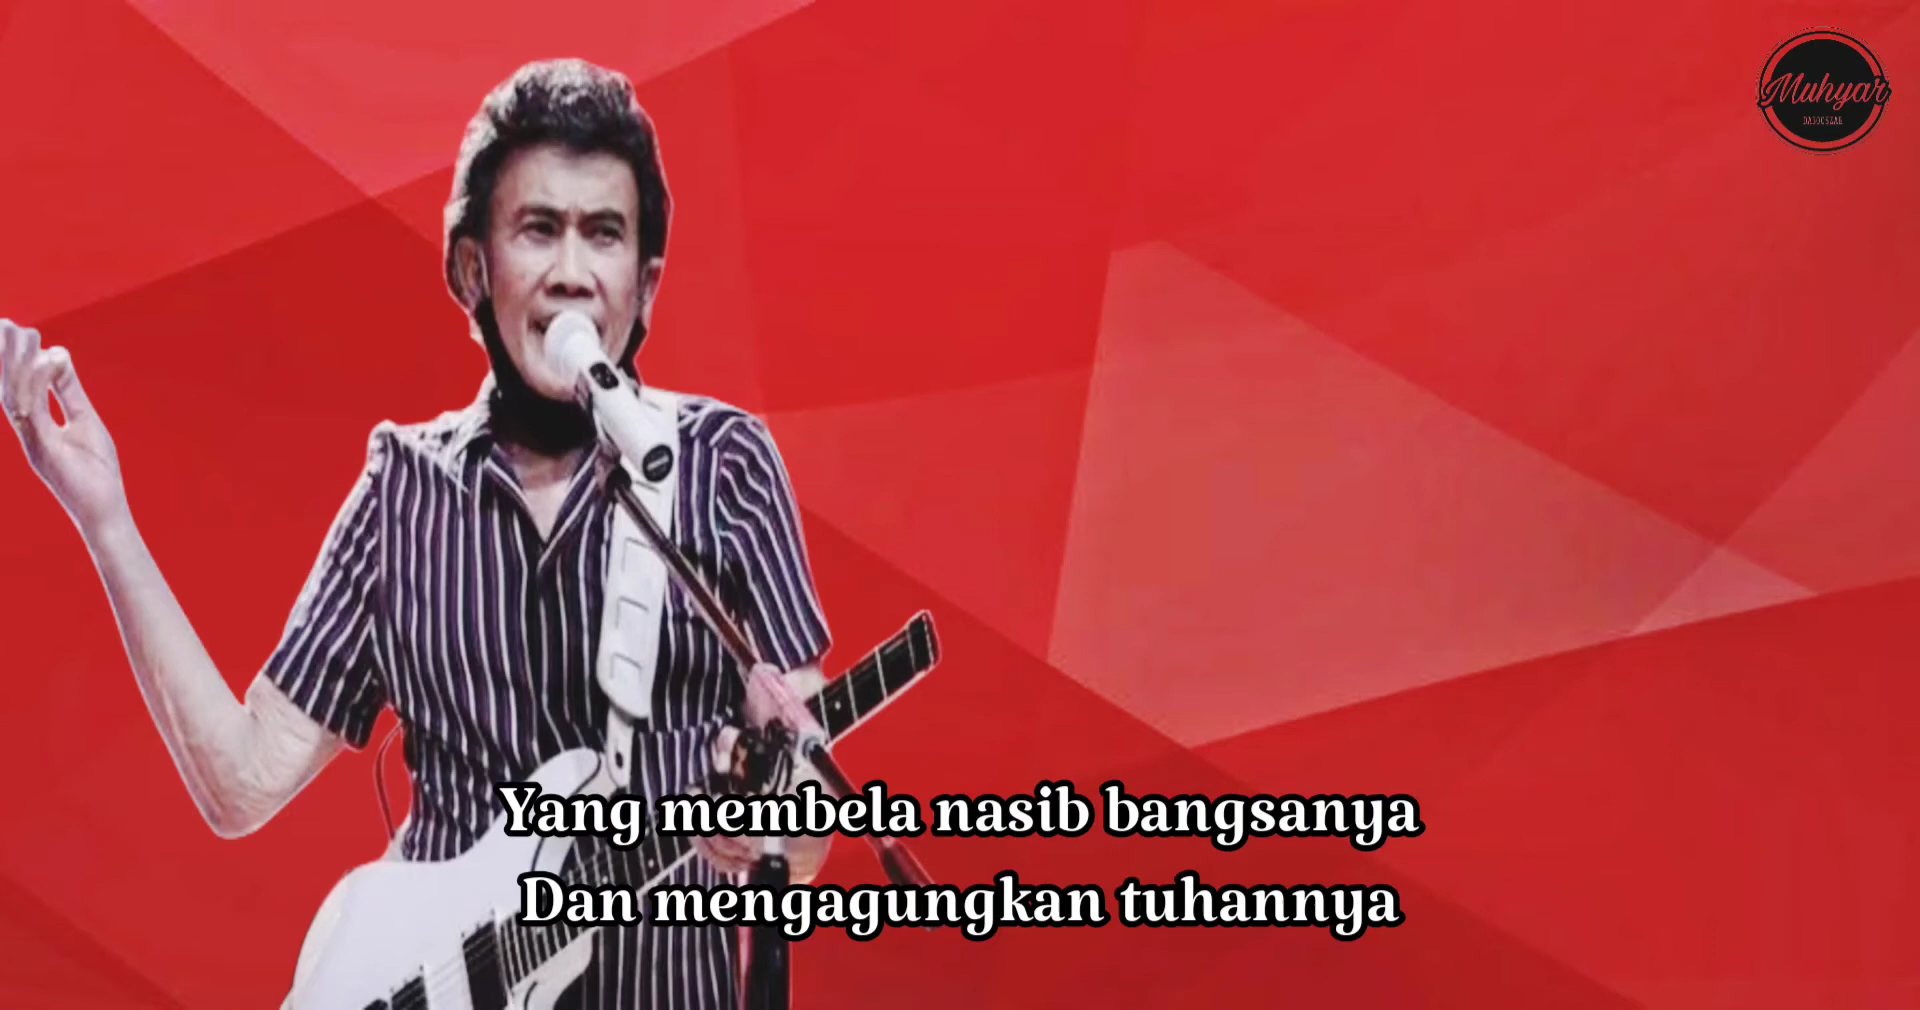 Muhyar
Yang membela nasib bangsanya
Dan mengagungkan tuhannya